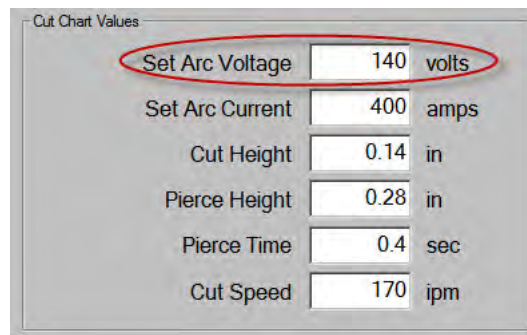 Cut Chart Values
Set Arc Voltage 140 volts
Set Arc Current 400 amps
Cut Height 0.14 in
Pierce Height 0.28 in
Pierce Time 0.4 sec
Cut Speed 170 ipm